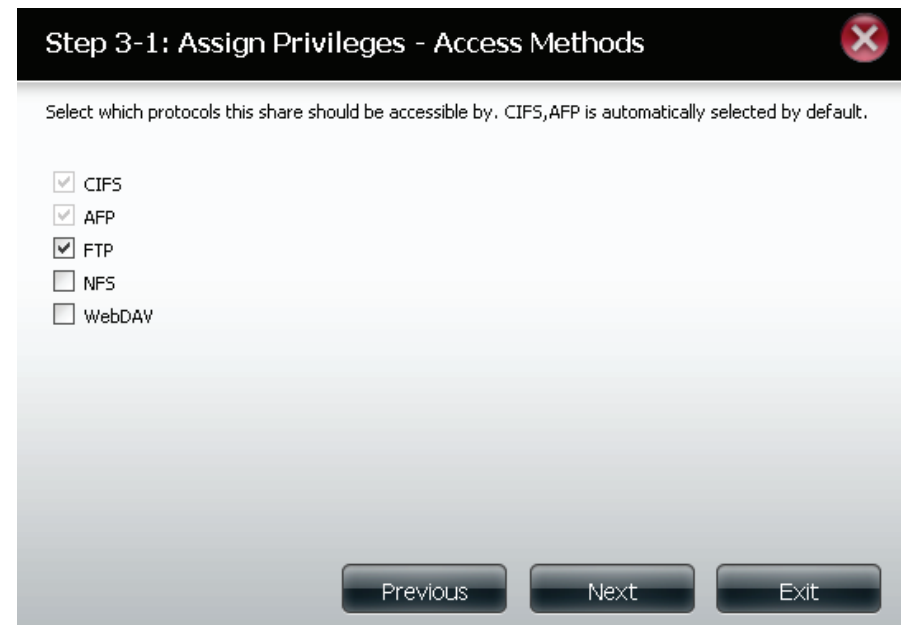 Step 3-1: Assign Privileges - Access Methods
Select which protocols this share should be accessible by. CIFS,AFP is automatically selected by default.
CIFS
AFP
FTP
NFS
WebDAV
Previous
Next
Exit